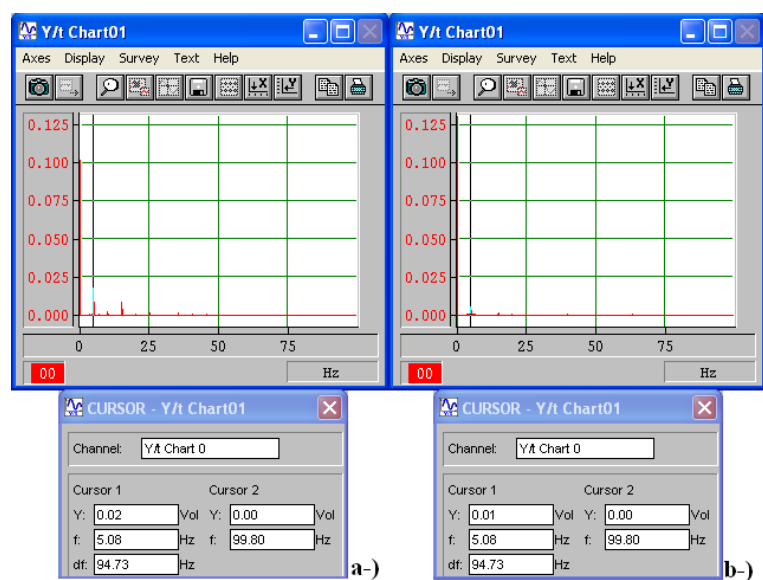 Y/t Chart01
Axes Display Survey Text Help
0.125
0.100
0.075
0.050
0.025
0.000
0 25 50 75
00 Hz
CURSOR - Y/t Chart01
Channel: Y/t Chart 0
Cursor 1 Cursor 2
Y: 0.02 Vol Y: 0.00 Vol
f: 5.08 Hz f: 99.80 Hz
df: 94.73 Hz
a-)
Y/t Chart01
Axes Display Survey Text Help
0.125
0.100
0.075
0.050
0.025
0.000
0 25 50 75
00 Hz
CURSOR - Y/t Chart01
Channel: Y/t Chart 0
Cursor 1 Cursor 2
Y: 0.01 Vol Y: 0.00 Vol
f: 5.08 Hz f: 99.80 Hz
df: 94.73 Hz
b-)